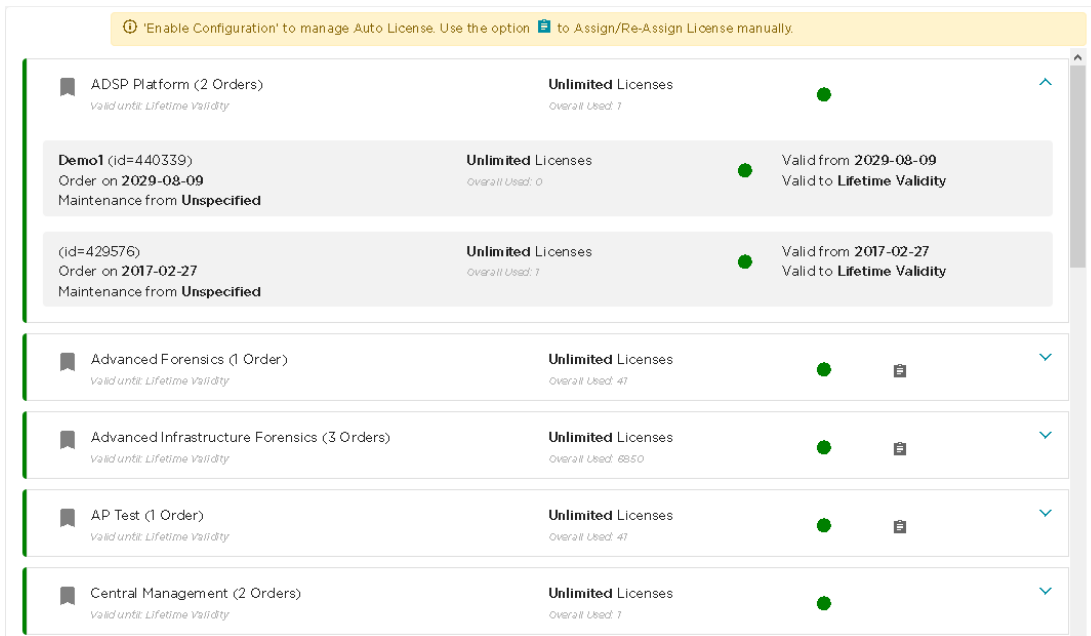 'Enable Configuration' to manage Auto License. Use the option to Assign/Re-Assign License manually.
ADSP Platform (2 Orders)
Valid until: Lifetime Validity
Unlimited Licenses
Overall Used: 1
Demo1 (id=440339)
Order on 2029-08-09
Maintenance from Unspecified
Unlimited Licenses
Overall Used: 0
Valid from 2029-08-09
Valid to Lifetime Validity
(id=429576)
Order on 2017-02-27
Maintenance from Unspecified
Unlimited Licenses
Overall Used: 1
Valid from 2017-02-27
Valid to Lifetime Validity
Advanced Forensics (1 Order)
Valid until: Lifetime Validity
Unlimited Licenses
Overall Used: 41
Advanced Infrastructure Forensics (3 Orders)
Valid until: Lifetime Validity
Unlimited Licenses
Overall Used: 6850
AP Test (1 Order)
Valid until: Lifetime Validity
Unlimited Licenses
Overall Used: 41
Central Management (2 Orders)
Valid until: Lifetime Validity
Unlimited Licenses
Overall Used: 1